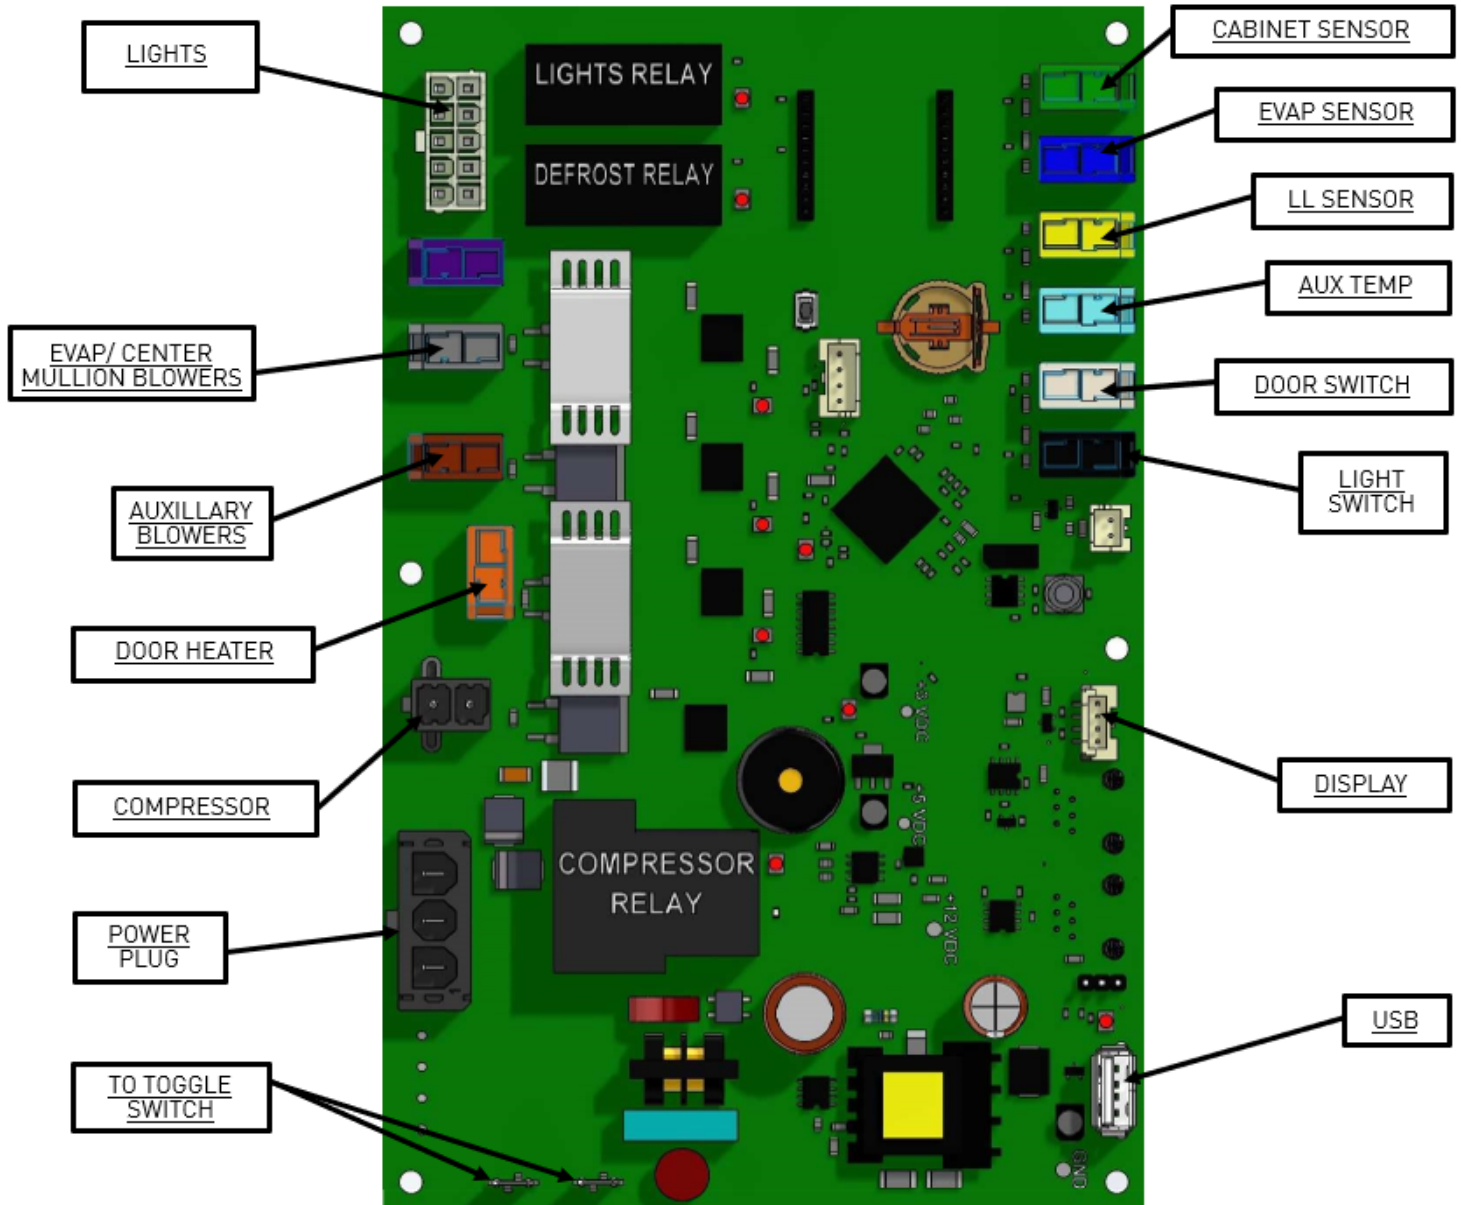 LIGHTS
EVAP/ CENTER
MULLION BLOWERS
AUXILLARY
BLOWERS
DOOR HEATER
COMPRESSOR
POWER
PLUG
TO TOGGLE
SWITCH
LIGHTS RELAY
DEFROST RELAY
COMPRESSOR
RELAY
+3 VDC
+5 VDC
+12 VDC
GND
1
CABINET SENSOR
EVAP SENSOR
LL SENSOR
AUX TEMP
DOOR SWITCH
LIGHT
SWITCH
DISPLAY
USB